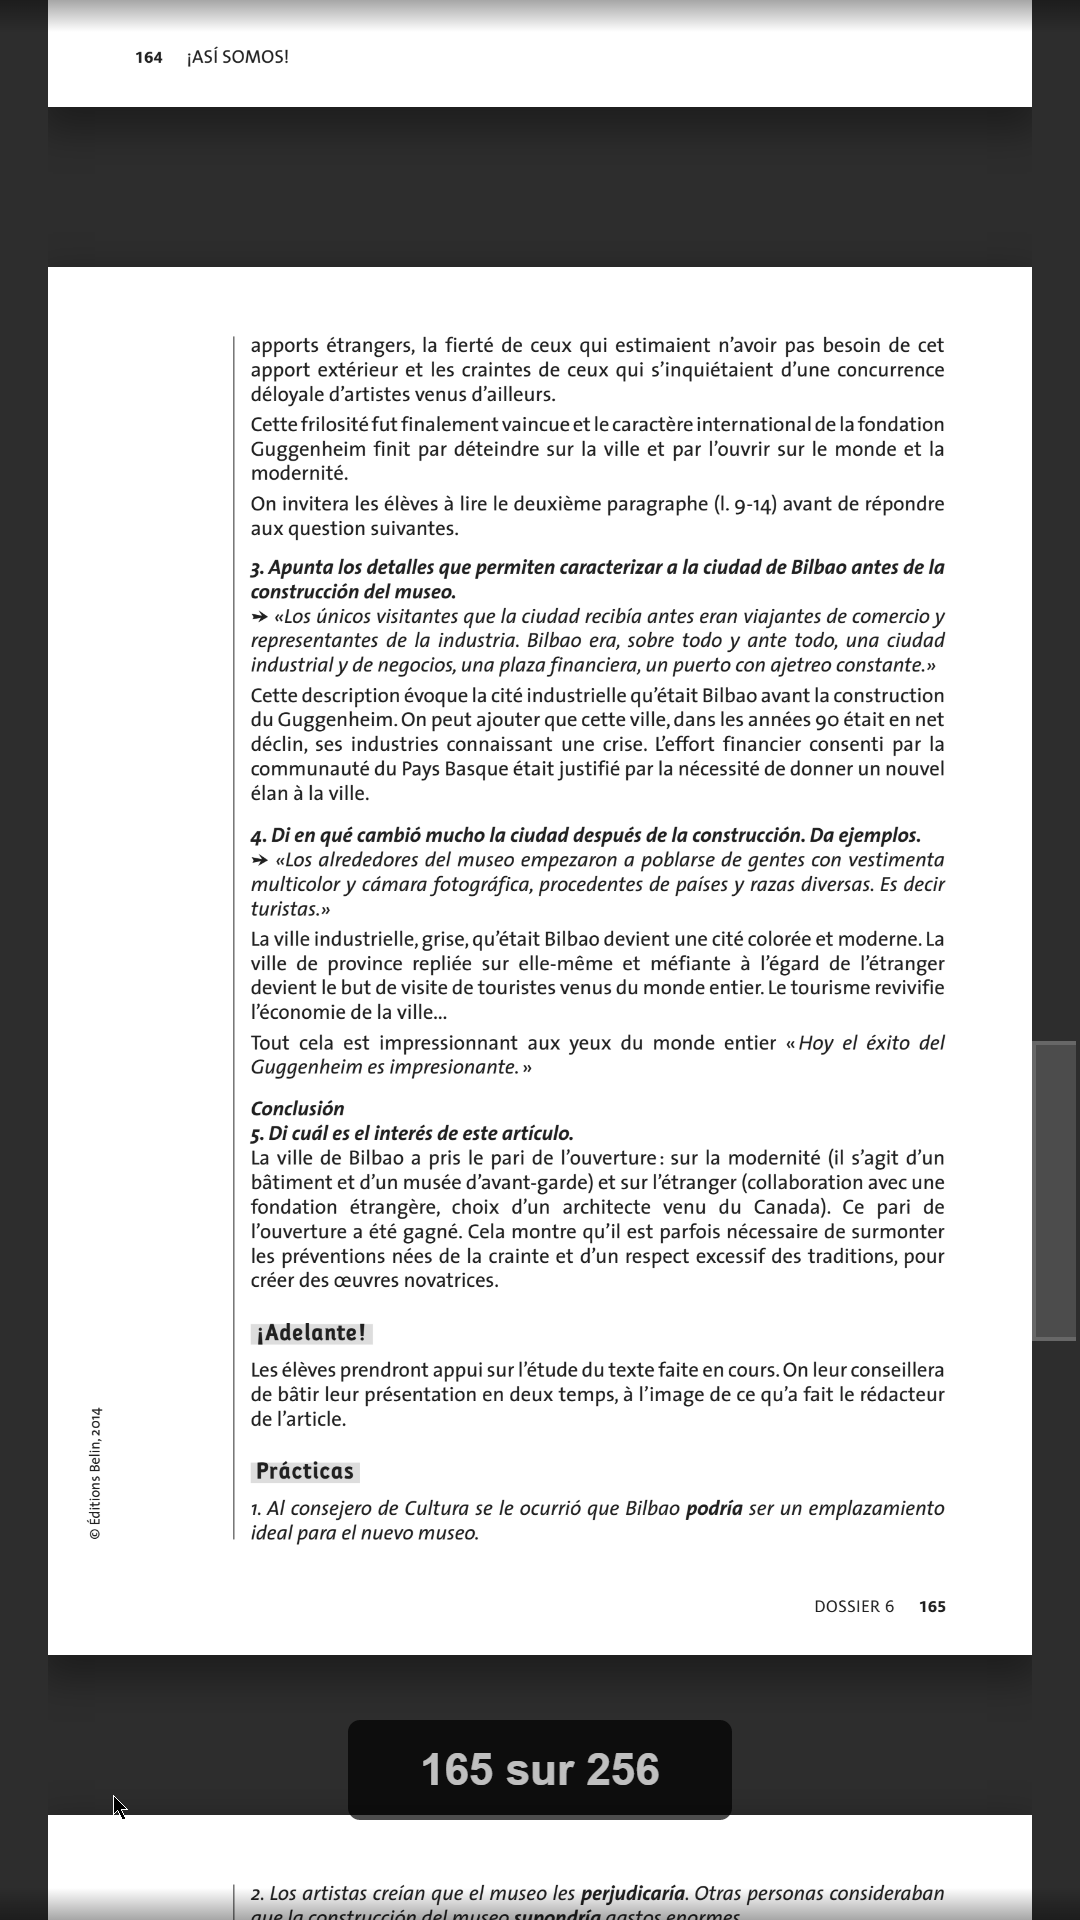 164 ¡ASÍ SOMOS!
apports étrangers, la fierté de ceux qui estimaient n’avoir pas besoin de cet
apport extérieur et les craintes de ceux qui s’inquiétaient d’une concurrence
déloyale d’artistes venus d’ailleurs.
Cette frilosité fut finalement vaincue et le caractère international de la fondation
Guggenheim finit par déteindre sur la ville et par l’ouvrir sur le monde et la
modernité.
On invitera les élèves à lire le deuxième paragraphe (l. 9-14) avant de répondre
aux question suivantes.
3. Apunta los detalles que permiten caracterizar a la ciudad de Bilbao antes de la
construcción del museo.
➛ «Los únicos visitantes que la ciudad recibía antes eran viajantes de comercio y
representantes de la industria. Bilbao era, sobre todo y ante todo, una ciudad
industrial y de negocios, una plaza financiera, un puerto con ajetreo constante.»
Cette description évoque la cité industrielle qu’était Bilbao avant la construction
du Guggenheim. On peut ajouter que cette ville, dans les années 90 était en net
déclin, ses industries connaissant une crise. L’effort financier consenti par la
communauté du Pays Basque était justifié par la nécessité de donner un nouvel
élan à la ville.
4. Di en qué cambió mucho la ciudad después de la construcción. Da ejemplos.
➛ «Los alrededores del museo empezaron a poblarse de gentes con vestimenta
multicolor y cámara fotográfica, procedentes de países y razas diversas. Es decir
turistas.»
La ville industrielle, grise, qu’était Bilbao devient une cité colorée et moderne. La
ville de province repliée sur elle-même et méfiante à l’égard de l’étranger
devient le but de visite de touristes venus du monde entier. Le tourisme revivifie
l’économie de la ville...
Tout cela est impressionnant aux yeux du monde entier « Hoy el éxito del
Guggenheim es impresionante. »
Conclusión
5. Di cuál es el interés de este artículo.
La ville de Bilbao a pris le pari de l’ouverture : sur la modernité (il s’agit d’un
bâtiment et d’un musée d’avant-garde) et sur l’étranger (collaboration avec une
fondation étrangère, choix d’un architecte venu du Canada). Ce pari de
l’ouverture a été gagné. Cela montre qu’il est parfois nécessaire de surmonter
les préventions nées de la crainte et d’un respect excessif des traditions, pour
créer des œuvres novatrices.
¡Adelante!
Les élèves prendront appui sur l’étude du texte faite en cours. On leur conseillera
de bâtir leur présentation en deux temps, à l’image de ce qu’a fait le rédacteur
de l’article.
Prácticas
1. Al consejero de Cultura se le ocurrió que Bilbao podría ser un emplazamiento
ideal para el nuevo museo.
© Éditions Belin, 2014
DOSSIER 6 165
165 sur 256
2. Los artistas creían que el museo les perjudicaría. Otras personas consideraban
que la construcción del museo supondría gastos enormes.